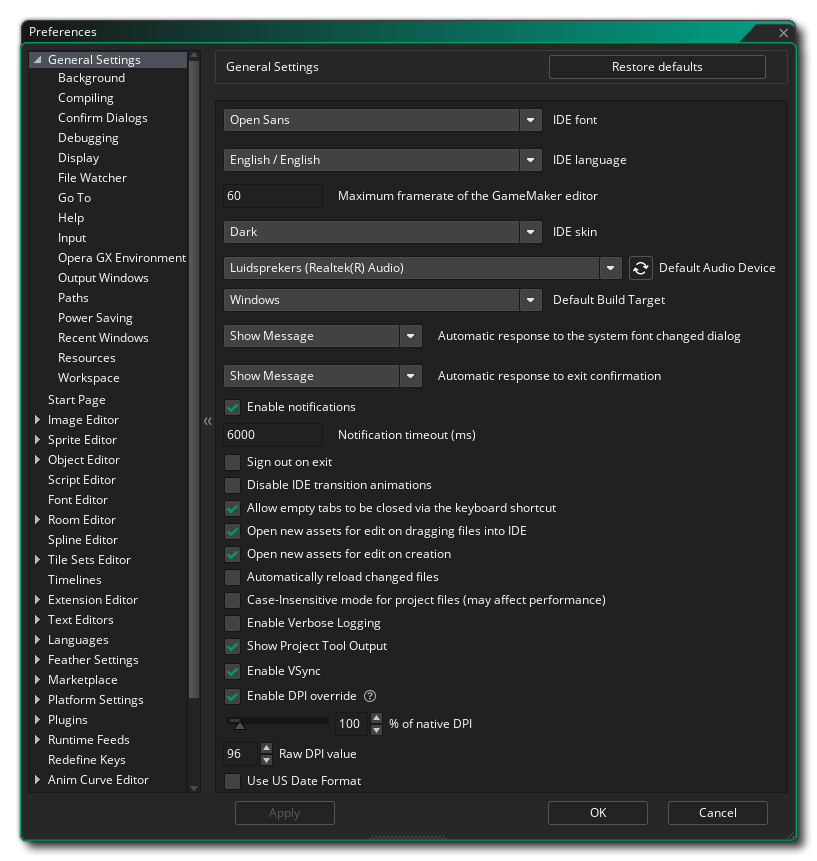 Preferences
General Settings
Background
Compiling
Confirm Dialogs
Debugging
Display
File Watcher
Go To
Help
Input
Opera GX Environment
Output Windows
Paths
Power Saving
Recent Windows
Resources
Workspace
Start Page
Image Editor
Sprite Editor
Object Editor
Script Editor
Font Editor
Room Editor
Spline Editor
Tile Sets Editor
Timelines
Extension Editor
Text Editors
Languages
Feather Settings
Marketplace
Platform Settings
Plugins
Runtime Feeds
Redefine Keys
Anim Curve Editor
General Settings Restore defaults
Open Sans IDE font
English / English IDE language
60 Maximum framerate of the GameMaker editor
Dark IDE skin
Luidsprekers (Realtek(R) Audio) Default Audio Device
Windows Default Build Target
Show Message Automatic response to the system font changed dialog
Show Message Automatic response to exit confirmation
Enable notifications
6000 Notification timeout (ms)
Sign out on exit
Disable IDE transition animations
Allow empty tabs to be closed via the keyboard shortcut
Open new assets for edit on dragging files into IDE
Open new assets for edit on creation
Automatically reload changed files
Case-Insensitive mode for project files (may affect performance)
Enable Verbose Logging
Show Project Tool Output
Enable VSync
Enable DPI override ?
100 % of native DPI
96 Raw DPI value
Use US Date Format
Apply OK Cancel